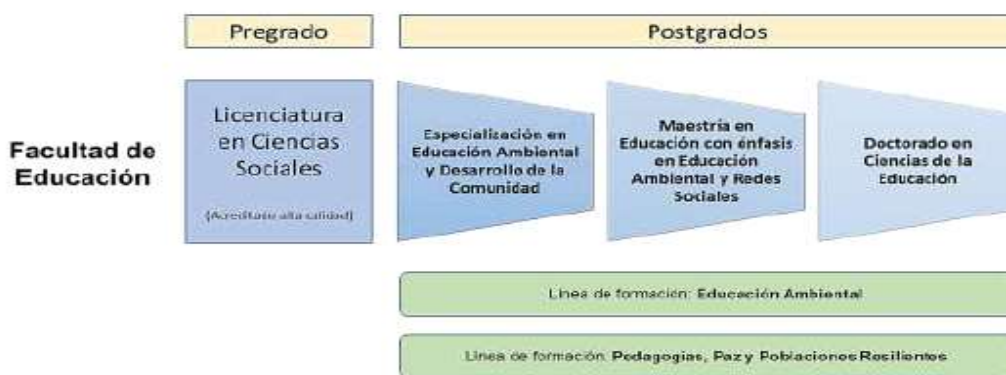 Pregrado
Postgrados
Facultad de
Educación
Licenciatura
en Ciencias
Sociales
(Acreditado alta calidad)
Especialización en
Educación Ambiental
y Desarrollo de la
Comunidad
Maestría en
Educación con énfasis
en Educación
Ambiental y Redes
Sociales
Doctorado en
Ciencias de la
Educación
Línea de formación: Educación Ambiental
Línea de formación: Pedagogías, Paz y Poblaciones Resilientes